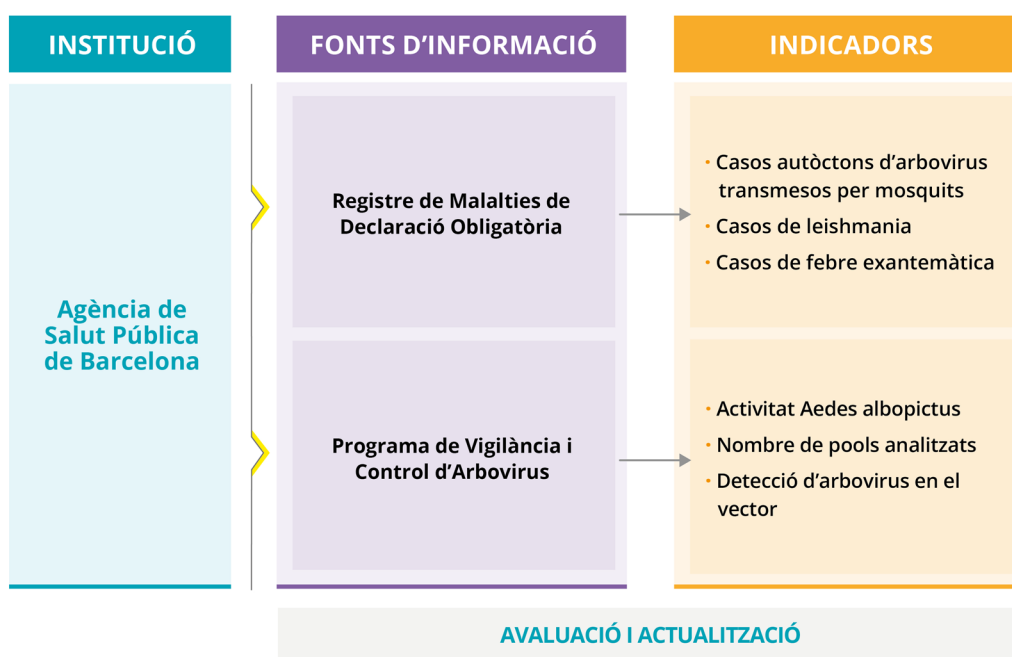 INSTITUCIÓ
FONTS D’INFORMACIÓ
INDICADORS
Agència de
Salut Pública
de Barcelona
Registre de Malalties de
Declaració Obligatòria
· Casos autòctons d’arbovirus
transmesos per mosquits
· Casos de leishmania
· Casos de febre exantemàtica
Programa de Vigilància i
Control d’Arbovirus
· Activitat Aedes albopictus
· Nombre de pools analitzats
· Detecció d’arbovirus en el
vector
AVALUACIÓ I ACTUALITZACIÓ